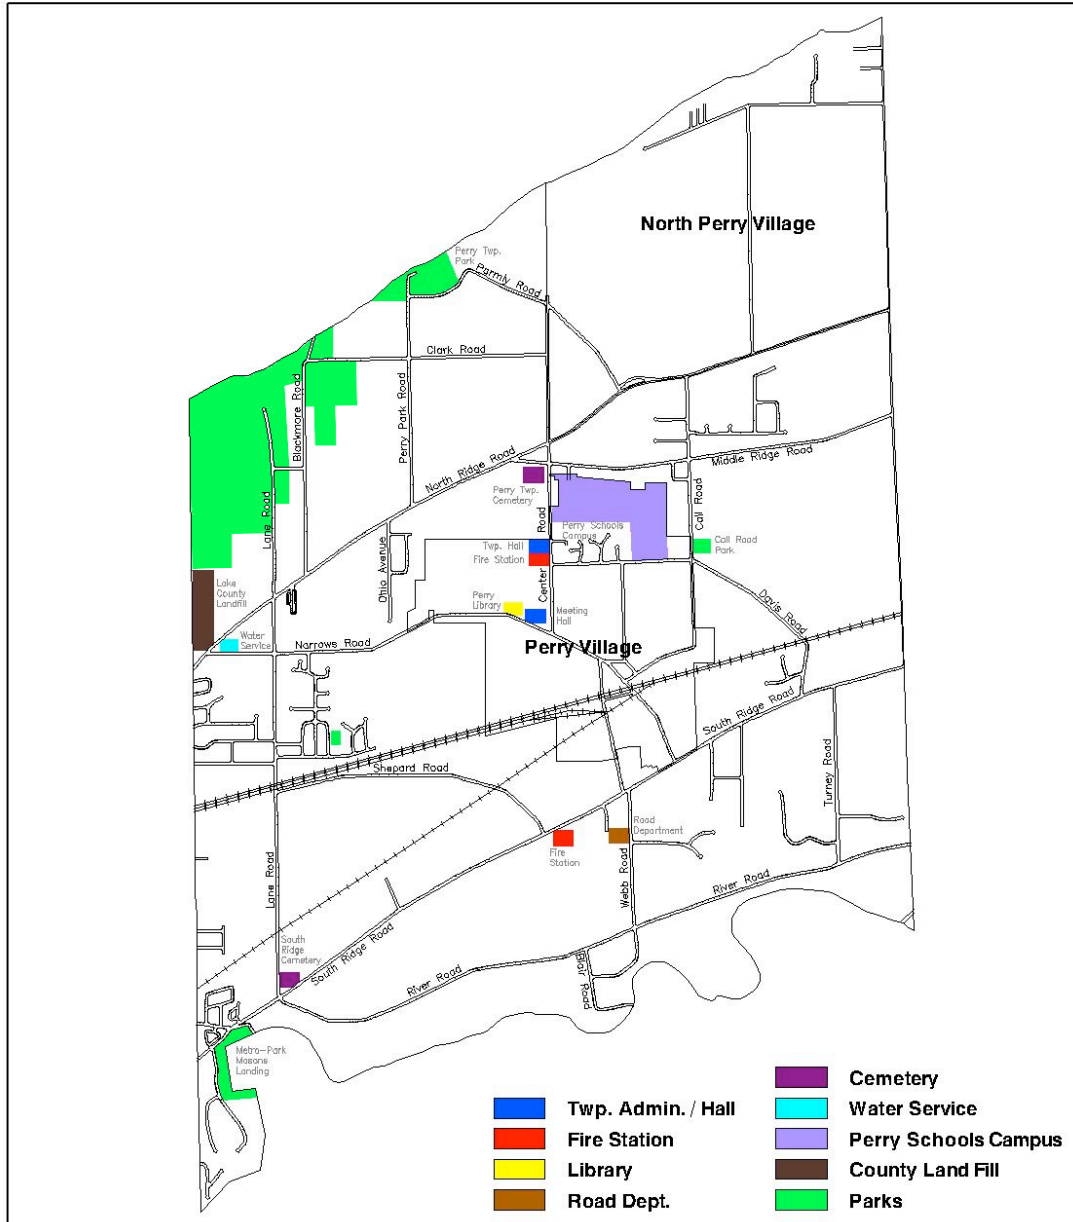 North Perry Village
Perry Twp.
Park
Parmly Road
Clark Road
Blackmore Road
Perry Park Road
North Ridge Road
Middle Ridge Road
Perry Twp.
Cemetery
Lane Road
Road
Call Road
Perry Schools
Campus
Twp. Hall
Fire Station
Call Road
Park
Ohio Avenue
Center
Lake
County
Landfill
Perry
Library
Meeting
Hall
Davis Road
Water
Service
Narrows Road
Perry Village
South Ridge Road
Shepard Road
Turney Road
Road
Department
Fire
Station
Webb Road
Lane Road
River Road
South
Ridge
Cemetery
South Ridge Road
River Road
Blair Road
Metro-Park
Masons
Landing
Cemetery
Twp. Admin. / Hall
Water Service
Fire Station
Perry Schools Campus
Library
County Land Fill
Road Dept.
Parks